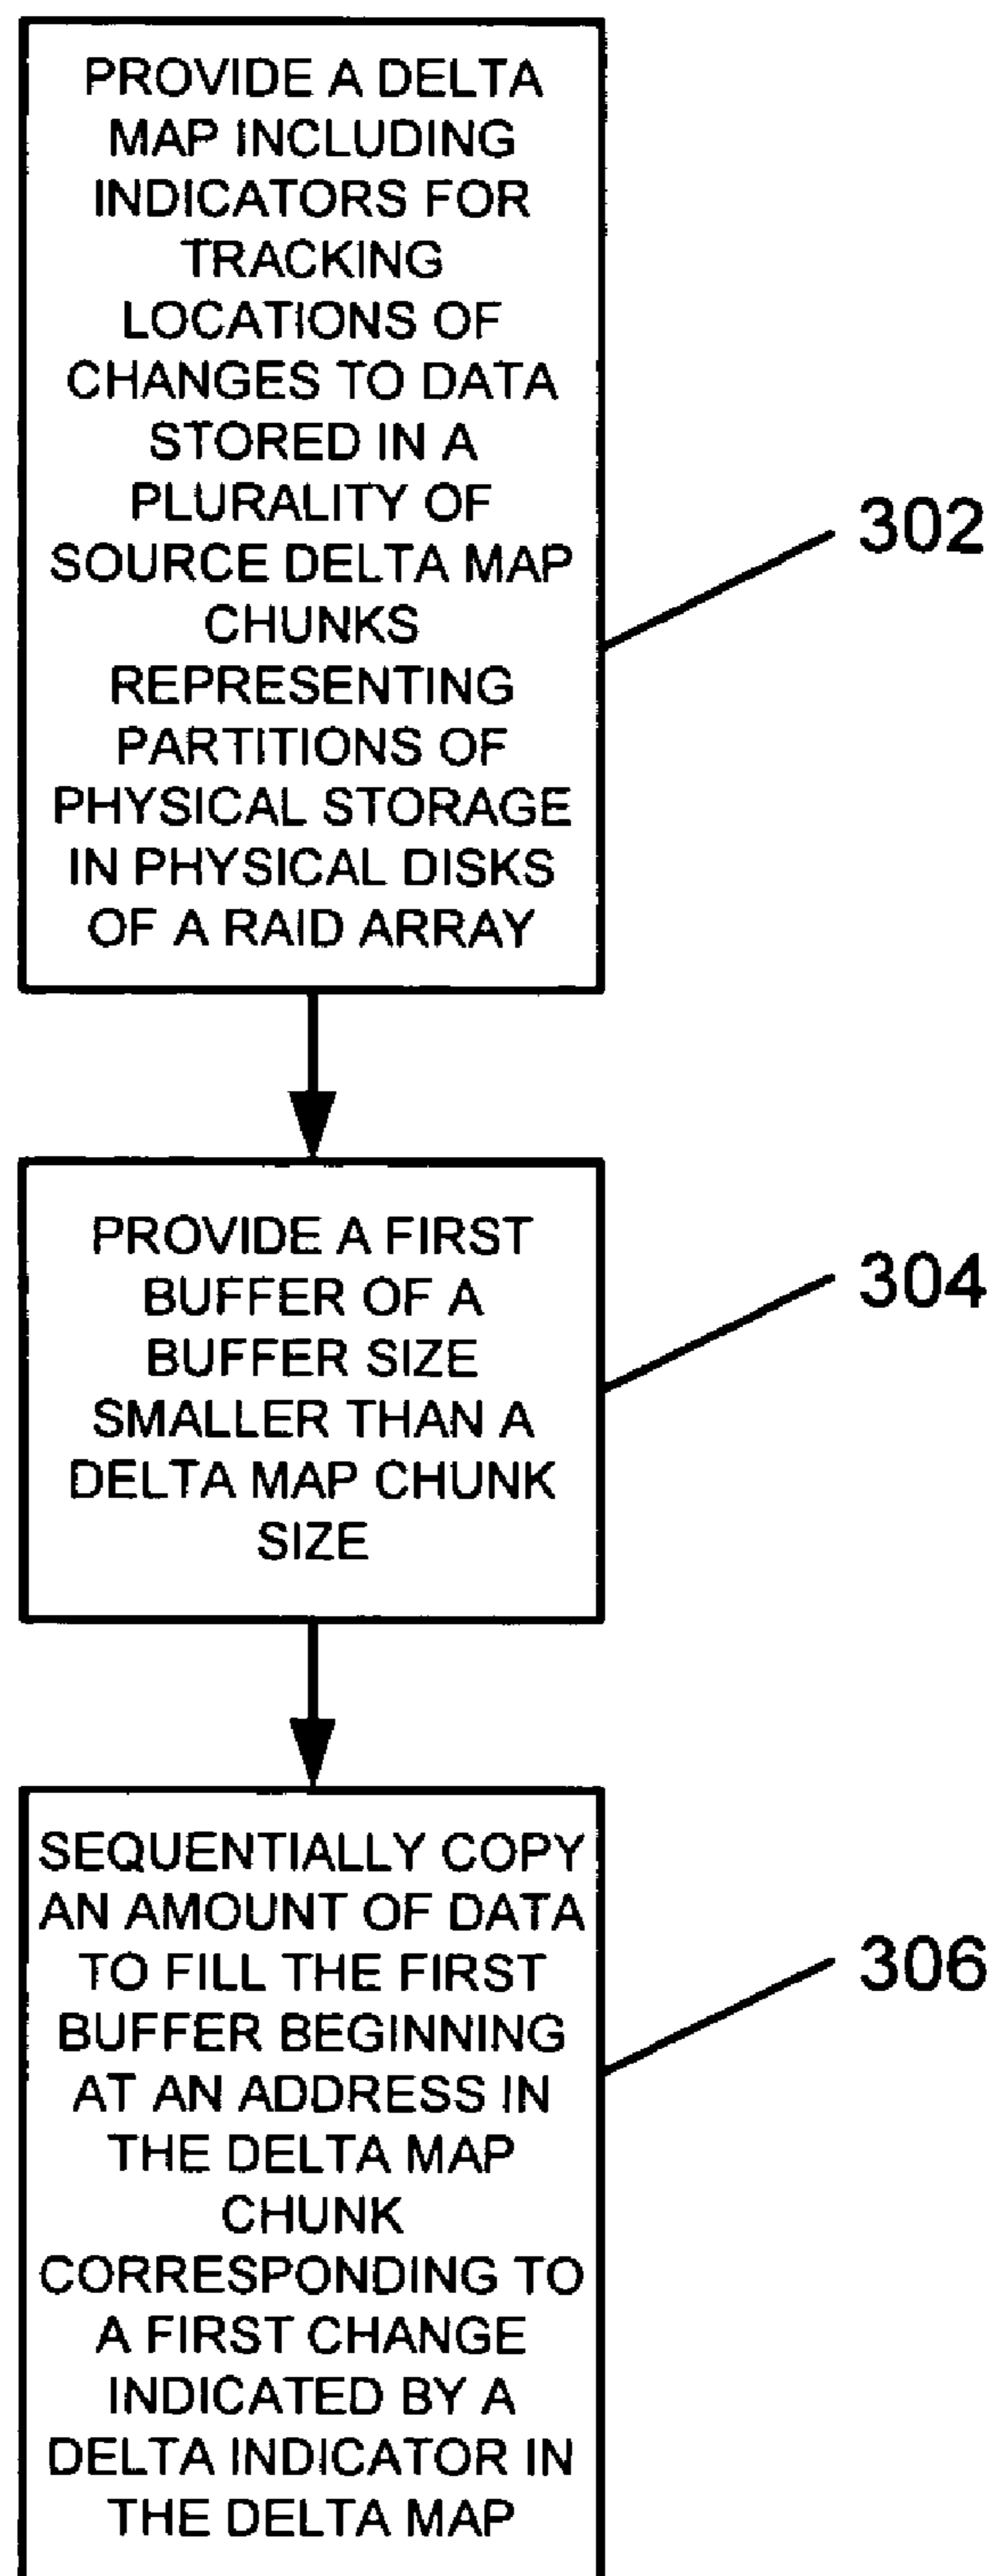 PROVIDE A DELTA
MAP INCLUDING
INDICATORS FOR
TRACKING
LOCATIONS OF
CHANGES TO DATA
STORED IN A
PLURALITY OF
SOURCE DELTA MAP
CHUNKS
REPRESENTING
PARTITIONS OF
PHYSICAL STORAGE
IN PHYSICAL DISKS
OF A RAID ARRAY
302
PROVIDE A FIRST
BUFFER OF A
BUFFER SIZE
SMALLER THAN A
DELTA MAP CHUNK
SIZE
304
SEQUENTIALLY COPY
AN AMOUNT OF DATA
TO FILL THE FIRST
BUFFER BEGINNING
AT AN ADDRESS IN
THE DELTA MAP
CHUNK
CORRESPONDING TO
A FIRST CHANGE
INDICATED BY A
DELTA INDICATOR IN
THE DELTA MAP
306